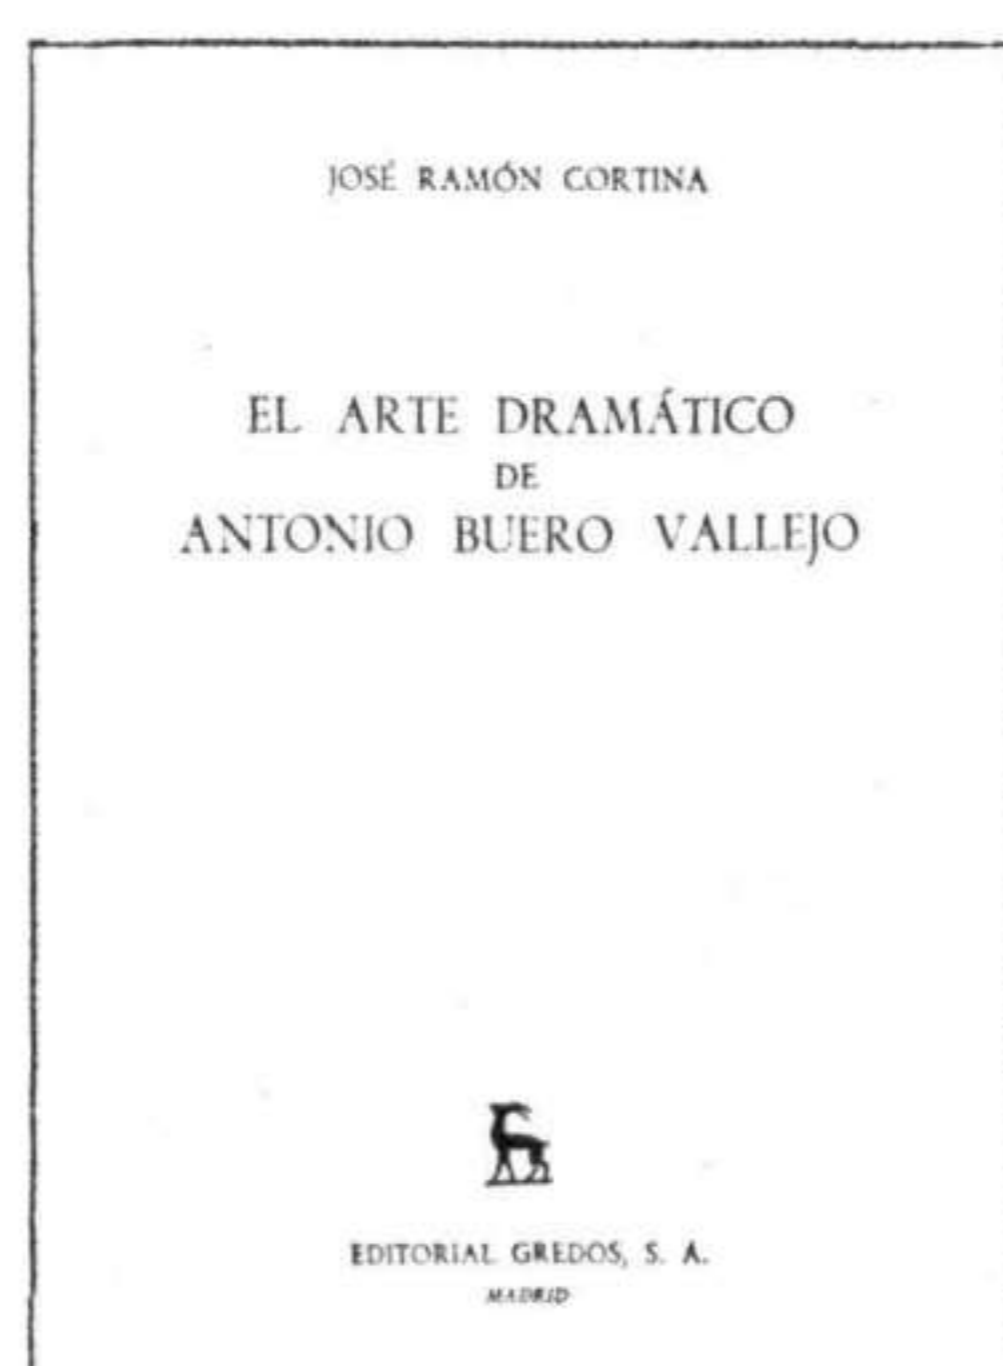 JOSÉ RAMÓN CORTINA
EL ARTE DRAMÁTICO
DE
ANTONIO BUERO VALLEJO
EDITORIAL GREDOS, S. A.
MADRID